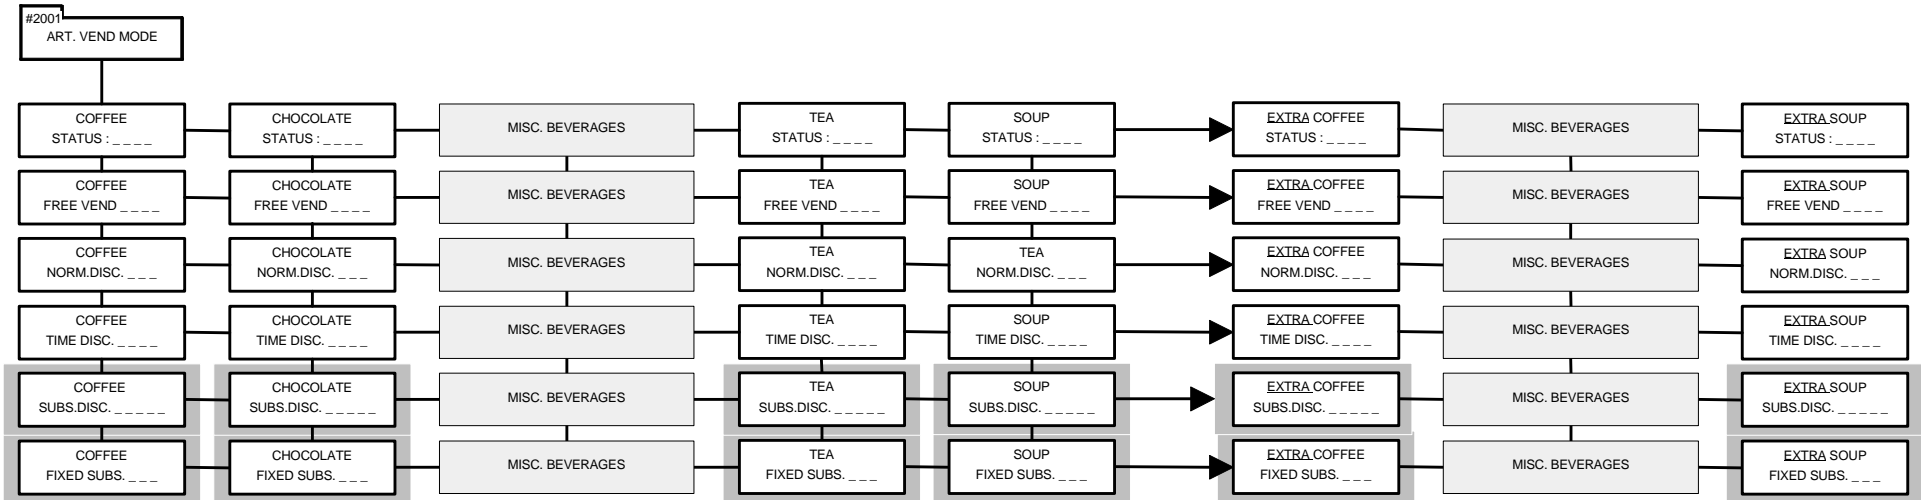 #2001
ART. VEND MODE
COFFEE
STATUS : _ _ _ _
CHOCOLATE
STATUS : _ _ _ _
MISC. BEVERAGES
TEA
STATUS : _ _ _ _
SOUP
STATUS : _ _ _ _
EXTRA COFFEE
STATUS : _ _ _ _
MISC. BEVERAGES
EXTRA SOUP
STATUS : _ _ _ _
COFFEE
FREE VEND _ _ _ _
CHOCOLATE
FREE VEND _ _ _ _
MISC. BEVERAGES
TEA
FREE VEND _ _ _ _
SOUP
FREE VEND _ _ _ _
EXTRA COFFEE
FREE VEND _ _ _ _
MISC. BEVERAGES
EXTRA SOUP
FREE VEND _ _ _ _
COFFEE
NORM.DISC. _ _ _
CHOCOLATE
NORM.DISC. _ _ _
MISC. BEVERAGES
TEA
NORM.DISC. _ _ _
TEA
NORM.DISC. _ _ _
EXTRA COFFEE
NORM.DISC. _ _ _
MISC. BEVERAGES
EXTRA SOUP
NORM.DISC. _ _ _
COFFEE
TIME DISC. _ _ _ _
CHOCOLATE
TIME DISC. _ _ _ _
MISC. BEVERAGES
TEA
TIME DISC. _ _ _ _
SOUP
TIME DISC. _ _ _ _
EXTRA COFFEE
TIME DISC. _ _ _ _
MISC. BEVERAGES
EXTRA SOUP
TIME DISC. _ _ _ _
COFFEE
SUBS.DISC. _ _ _ _ _
CHOCOLATE
SUBS.DISC. _ _ _ _ _
MISC. BEVERAGES
TEA
SUBS.DISC. _ _ _ _ _
SOUP
SUBS.DISC. _ _ _ _ _
EXTRA COFFEE
SUBS.DISC. _ _ _ _ _
MISC. BEVERAGES
EXTRA SOUP
SUBS.DISC. _ _ _ _ _
COFFEE
FIXED SUBS. _ _ _
CHOCOLATE
FIXED SUBS. _ _ _
MISC. BEVERAGES
TEA
FIXED SUBS. _ _ _
SOUP
FIXED SUBS. _ _ _
EXTRA COFFEE
FIXED SUBS. _ _ _
MISC. BEVERAGES
EXTRA SOUP
FIXED SUBS. _ _ _